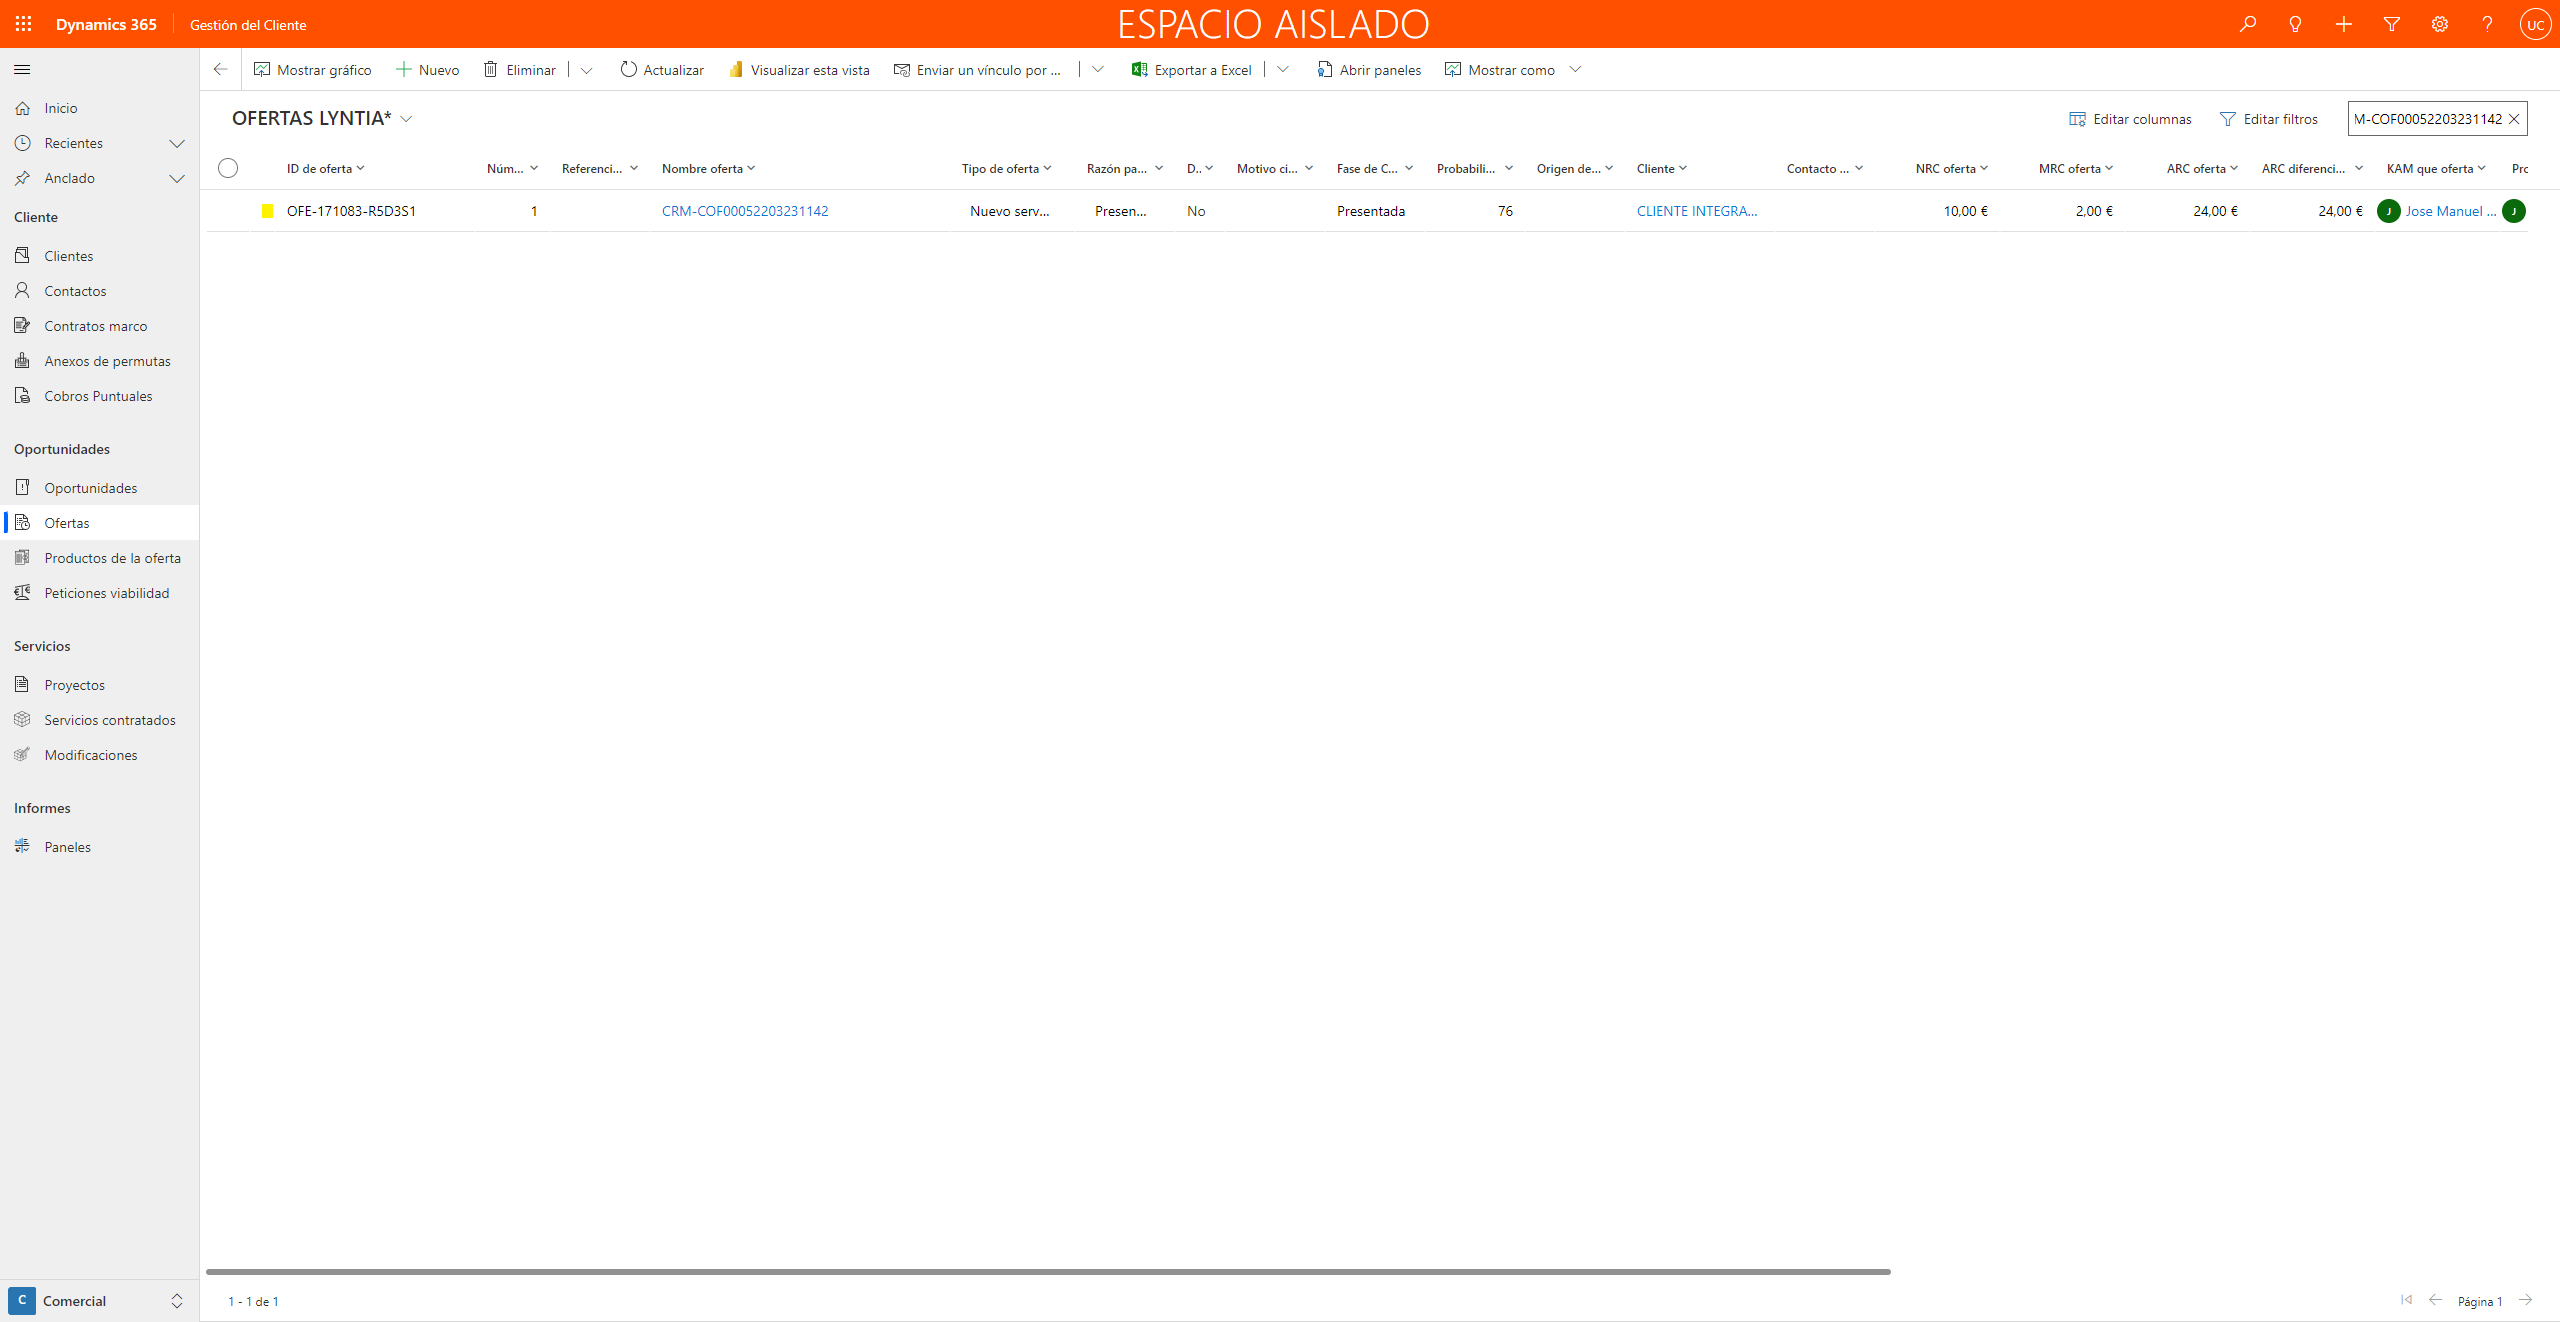 Dynamics 365
Gestión del Cliente
ESPACIO AISLADO
UC
Mostrar gráfico
Nuevo
Eliminar
Actualizar
Visualizar esta vista
Enviar un vínculo por ...
Exportar a Excel
Abrir paneles
Mostrar como
Inicio
Recientes
Anclado
Cliente
Clientes
Contactos
Contratos marco
Anexos de permutas
Cobros Puntuales
Oportunidades
Oportunidades
Ofertas
Productos de la oferta
Peticiones viabilidad
Servicios
Proyectos
Servicios contratados
Modificaciones
Informes
Paneles
C Comercial
OFERTAS LYNTIA*
Editar columnas
Editar filtros
M-COF00052203231142
ID de oferta Núm... Referenci... Nombre oferta Tipo de oferta Razón pa... D.. Motivo ci... Fase de C... Probabili... Origen de... Cliente Contacto ... NRC oferta MRC oferta ARC oferta ARC diferenci... KAM que oferta Prc
OFE-171083-R5D3S1 1 CRM-COF00052203231142 Nuevo serv... Presen... No Presentada 76 CLIENTE INTEGRA... 10,00 € 2,00 € 24,00 € 24,00 € J Jose Manuel ... J
1 - 1 de 1
Página 1